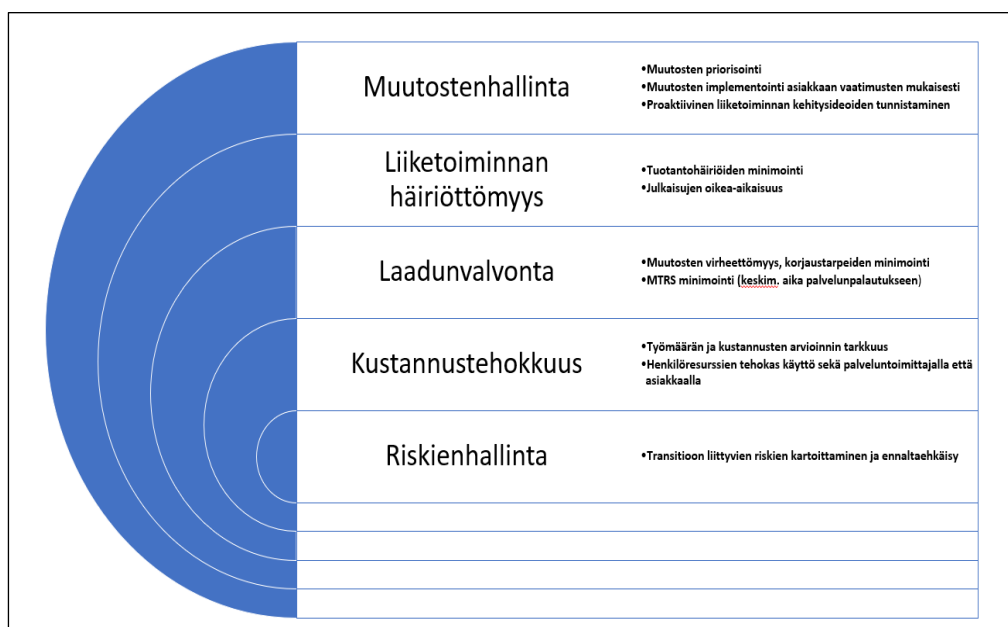 Muutostenhallinta
•Muutosten priorisointi
•Muutosten implementointi asiakkaan vaatimusten mukaisesti
•Proaktiivinen liiketoiminnan kehitysideoiden tunnistaminen
Liiketoiminnan
häiriöttömyys
•Tuotantohäiriöiden minimointi
•Julkaisujen oikea-aikaisuus
Laadunvalvonta
•Muutosten virheettömyys, korjaustarpeiden minimointi
•MTRS minimointi (keskim. aika palvelunpalautukseen)
Kustannustehokkuus
•Työmäärän ja kustannusten arvioinnin tarkkuus
•Henkilöresurssien tehokas käyttö sekä palveluntoimittajalla että
asiakkaalla
Riskienhallinta
•Transitioon liittyvien riskien kartoittaminen ja ennaltaehkäisy